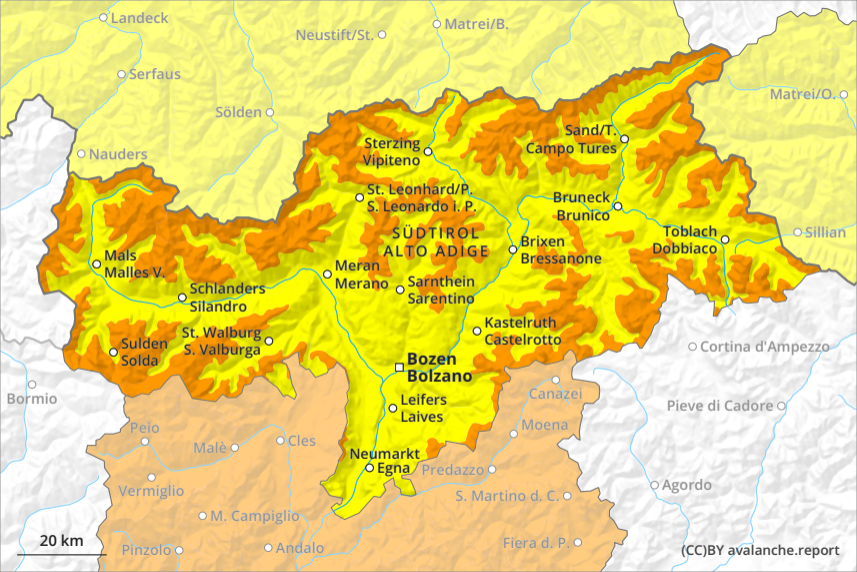 Landeck
Matrei/B.
Neustift/St.
Serfaus
Matrei/O.
Sölden
Sand/T.
Campo Tures
Sterzing
Vipiteno
Nauders
St. Leonhard/P.
S. Leonardo i. P.
Bruneck
Brunico
SÜDTIROL
ALTO ADIGE
Toblach
Dobbiaco
Sillian
Brixen
Bressanone
Mals
Malles V.
Meran
Merano
Sarnthein
Sarentino
Schlanders
Silandro
Kastelruth
Castelrotto
St. Walburg
S. Valburga
Sulden
Solda
Cortina d'Ampezzo
Bozen
Bolzano
Bormio
Canazei
Leifers
Laives
Pieve di Cadore
Peio
Moena
Cles
Malè
Neumarkt
Egna
Predazzo
Vermiglio
Agordo
S. Martino d. C.
M. Campiglio
20 km
Pinzolo
Andalo
Fiera d. P.
(CC)BY avalanche.report